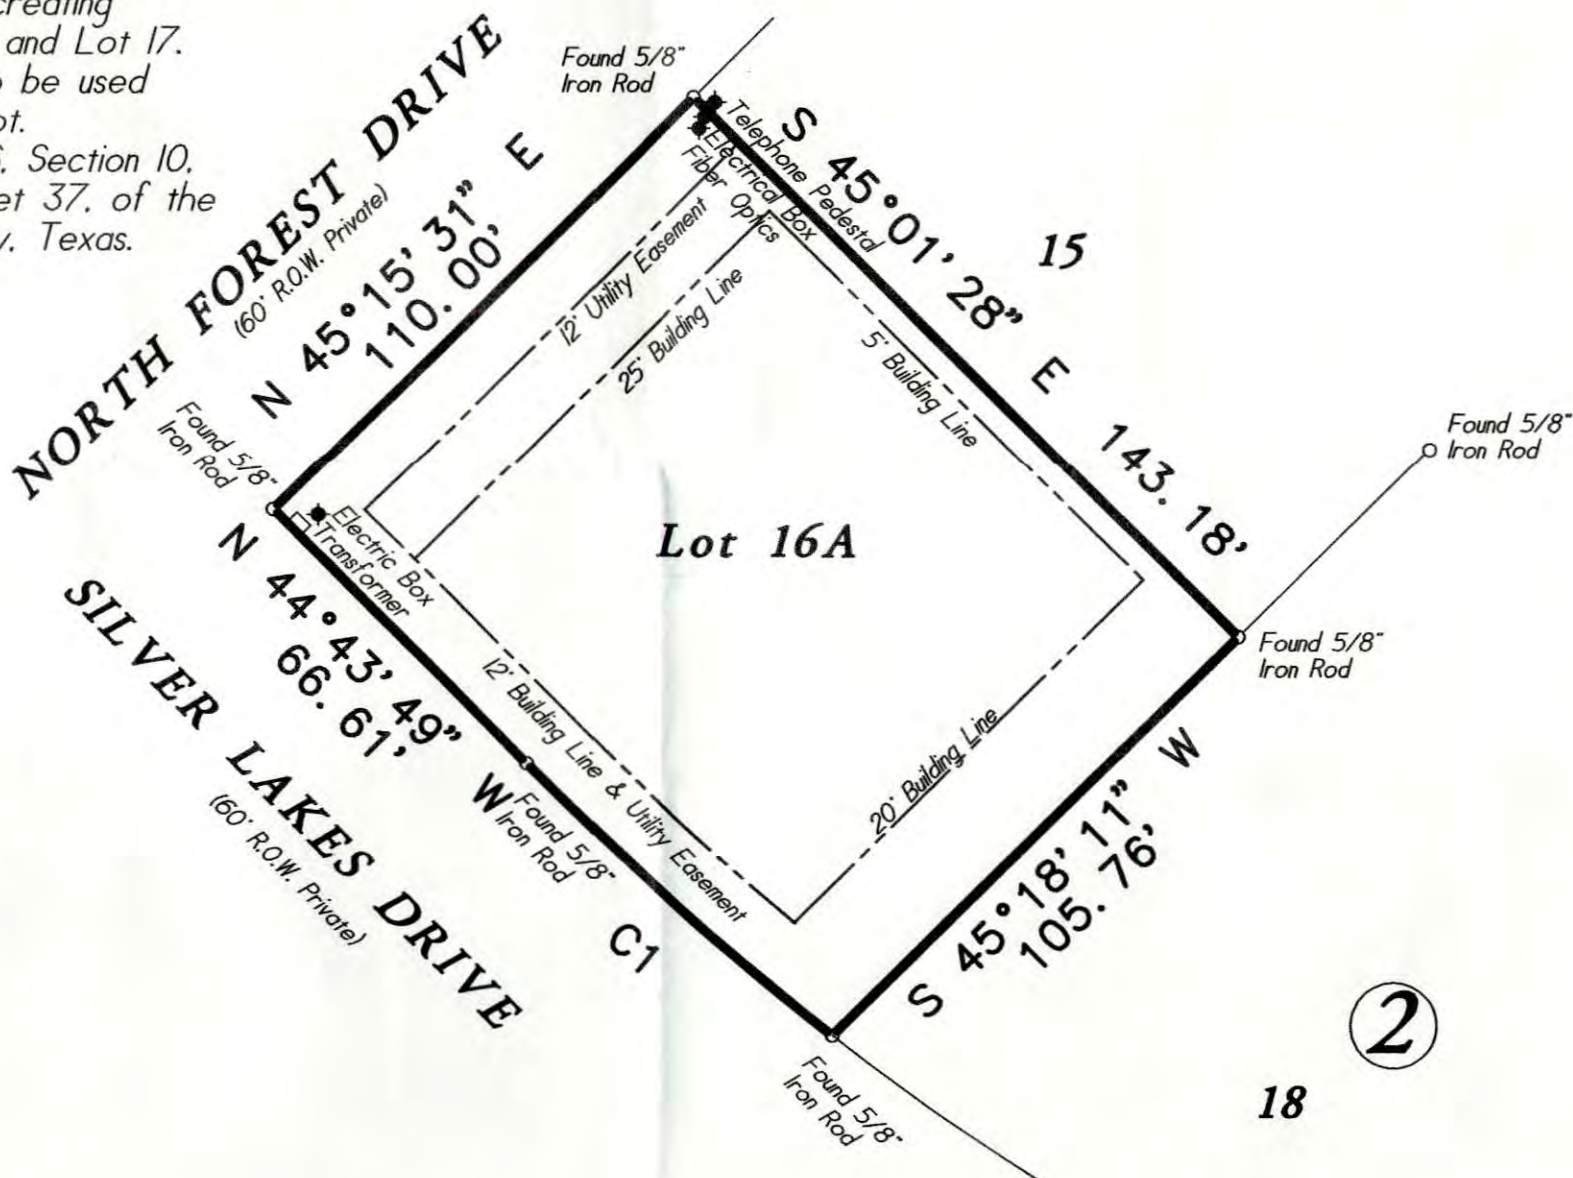 creating
and Lot 17.
be used
Section 10,
37. of the
Texas.
Found 5/8"
Iron Rod
NORTH FOREST DRIVE
(60' R.O.W. Private)
N 45°15' 31" E
110. 00'
Telephone Pedestal
Electrical Box
Fiber Optics
S 45°01' 28" E 143. 18'
15
12' Utility Easement
25' Building Line
5' Building Line
Found 5/8"
Iron Rod
Found 5/8"
Iron Rod
Lot 16A
Electric Box
Transformer
N 44°43' 49" W
66. 61'
SILVER LAKES DRIVE
(60' R.O.W. Private)
12' Building Line & Utility Easement
Found 5/8"
Iron Rod
Found 5/8"
Iron Rod
20' Building Line
S 45°18' 11" W
105. 76'
C1
2
18
Found 5/8"
Iron Rod